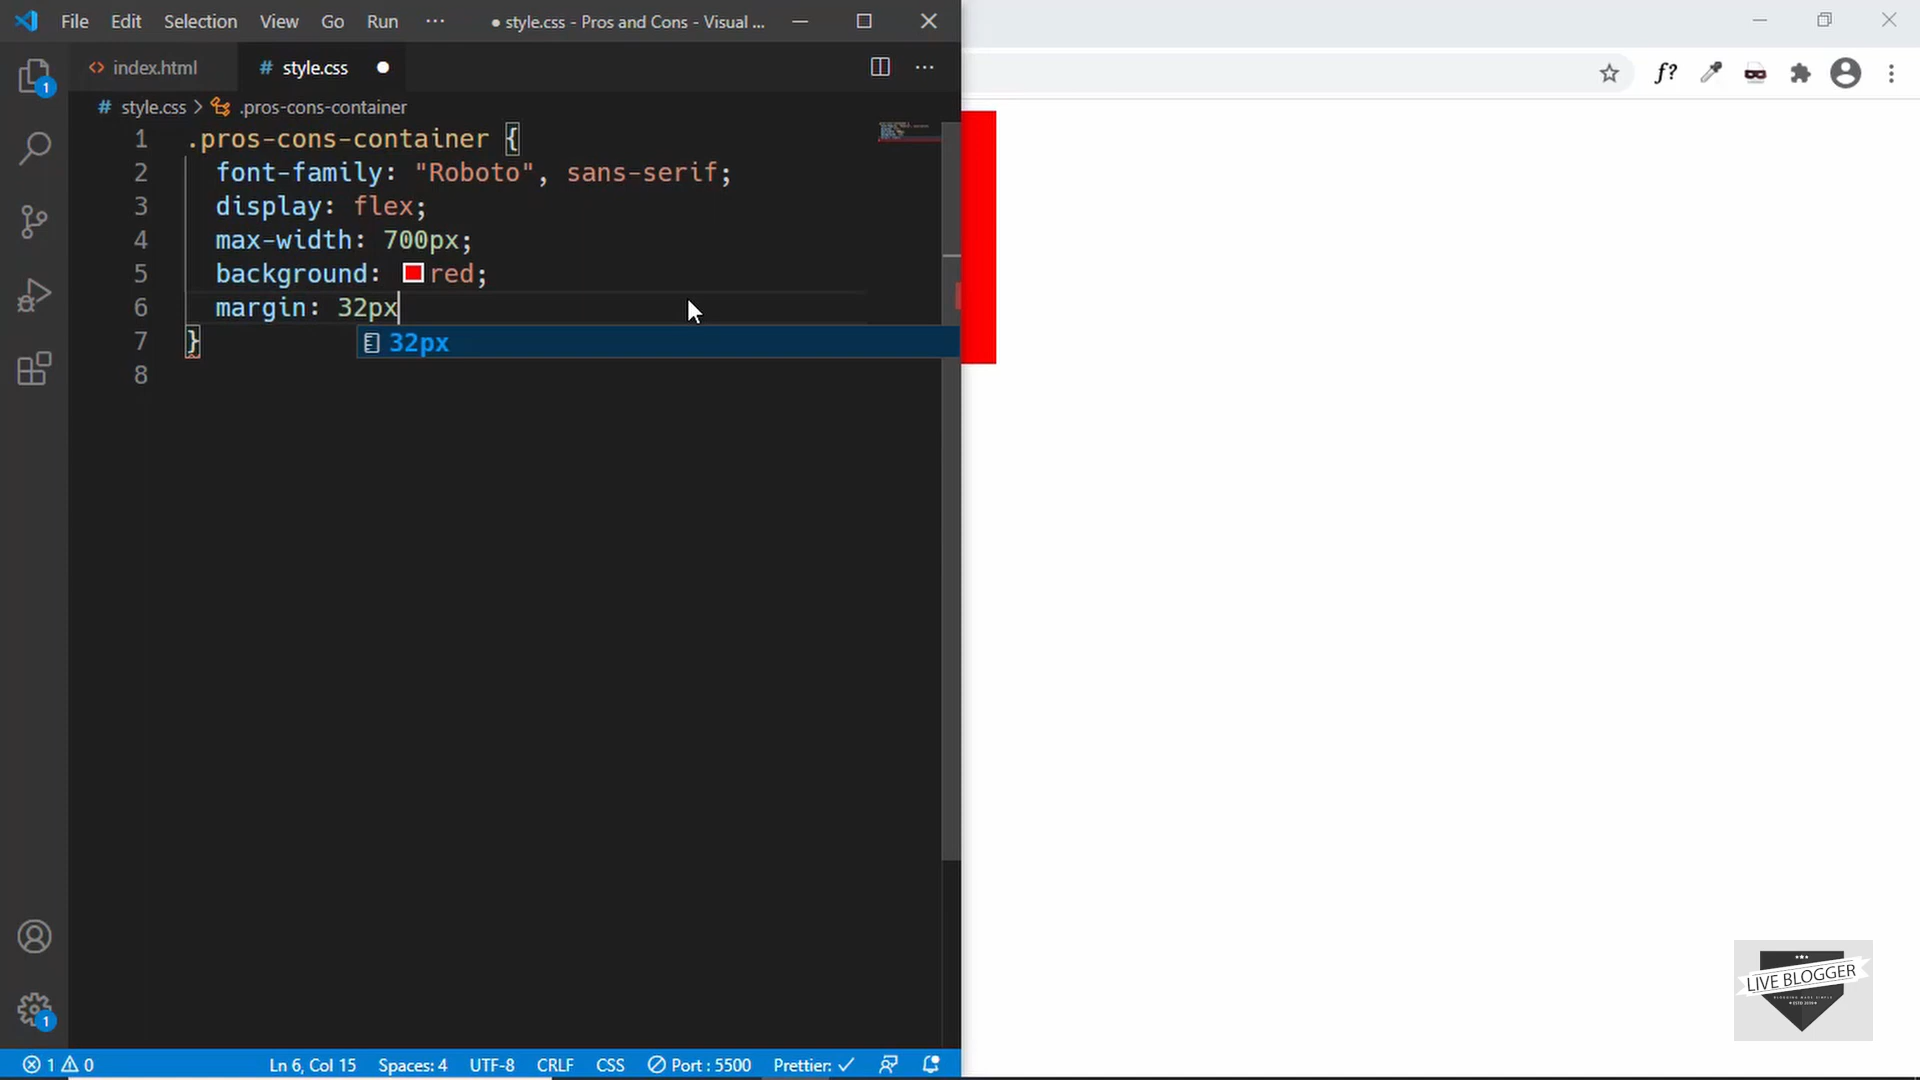 File Edit Selection View Go Run ··· ● style.css - Pros and Cons - Visual ...
index.html # style.css ●
# style.css > .pros-cons-container
1 .pros-cons-container {
2 font-family: "Roboto", sans-serif;
3 display: flex;
4 max-width: 700px;
5 background: red;
6 margin: 32px
7 }
32px
8
f?
1
1
LIVE BLOGGER
1 0 Ln 6, Col 15 Spaces: 4 UTF-8 CRLF CSS Port : 5500 Prettier: ✓